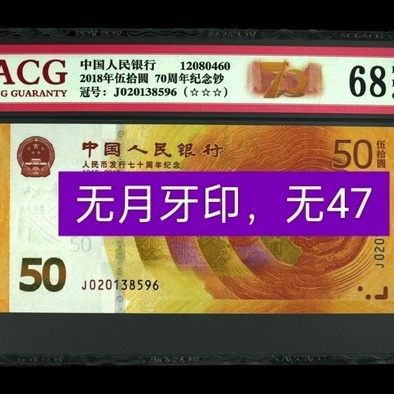 ACG
NG GUARANTY
中国人民银行 12080460
2018年伍拾圆 70周年纪念钞
冠号：J020138596（☆☆☆）
70
68
中国人民银行
人民币发行七十周年纪念
50
伍拾圆
无月牙印，无47
50
J020138596